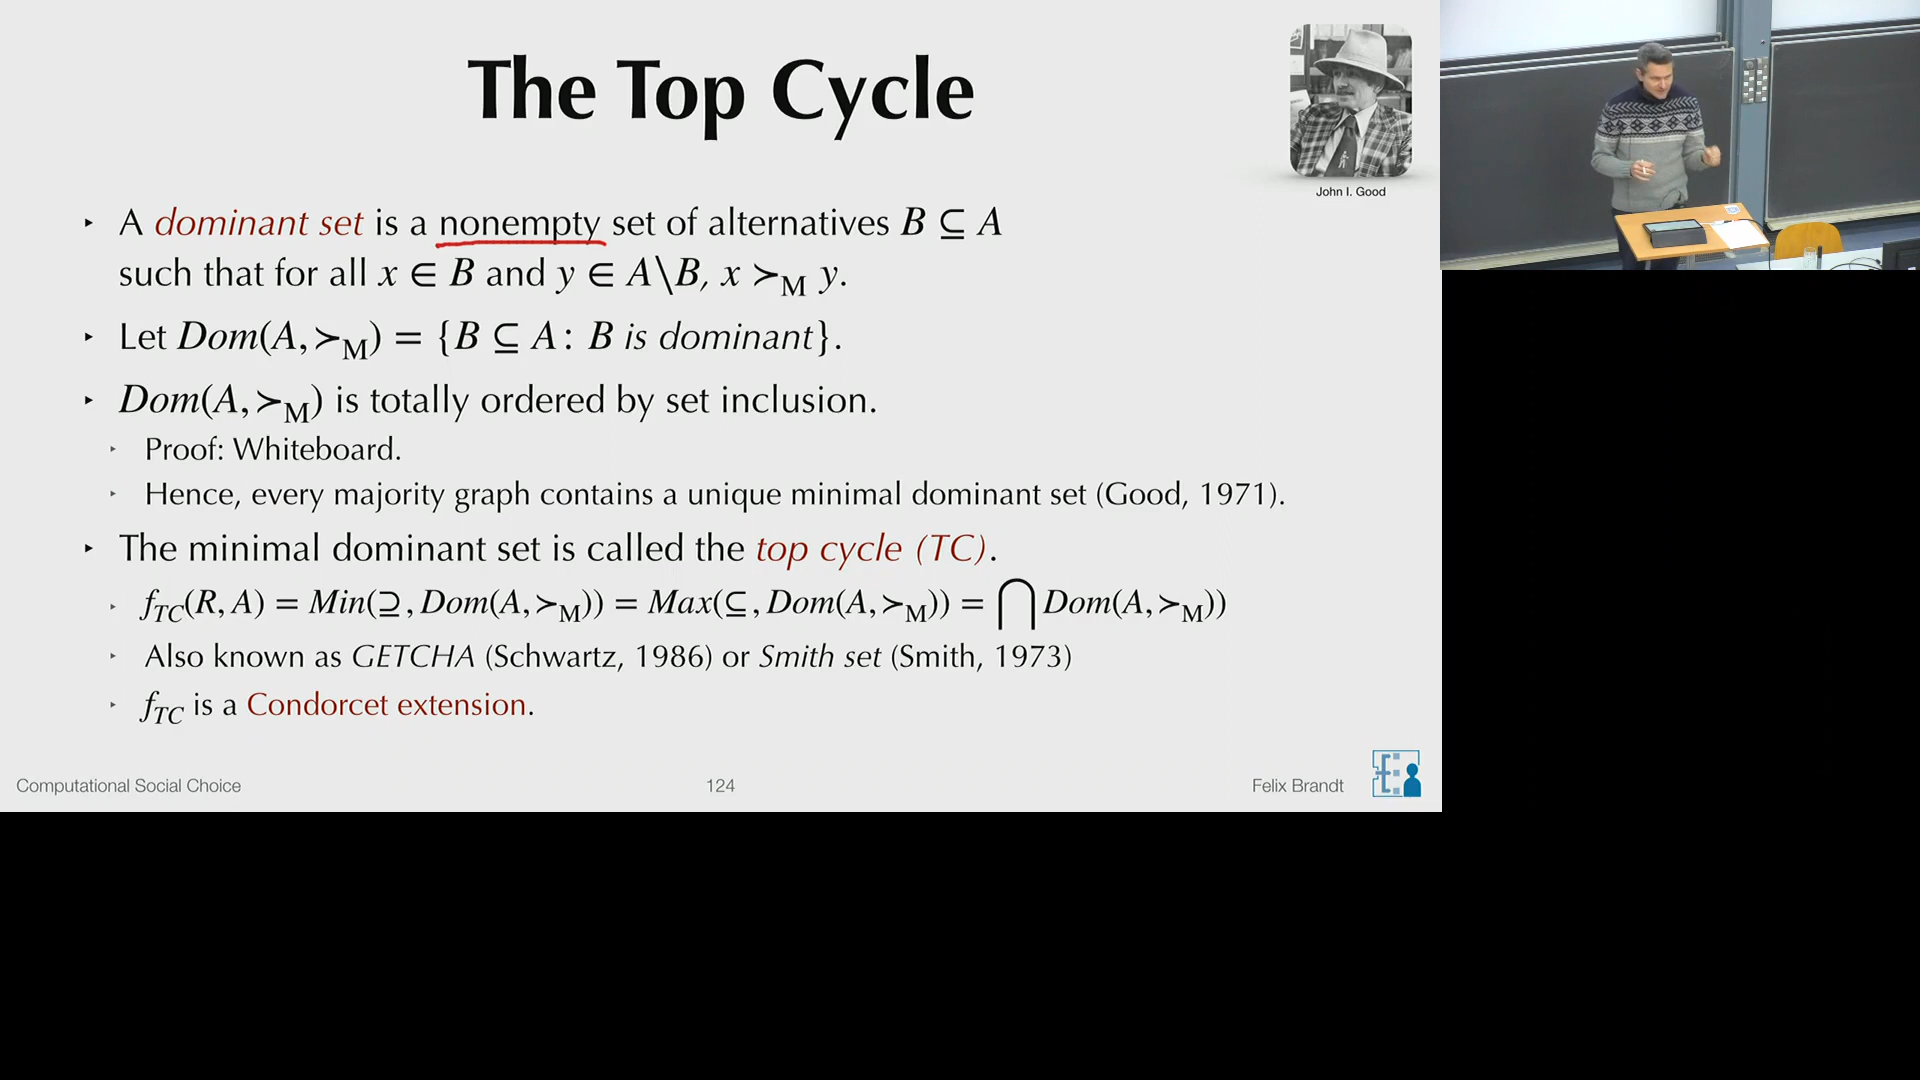 The Top Cycle
John I. Good
‣ A dominant set is a nonempty set of alternatives B ⊆ A
such that for all x ∈ B and y ∈ A\B, x ≻M y.
‣ Let Dom(A, ≻M) = {B ⊆ A : B is dominant}.
‣ Dom(A, ≻M) is totally ordered by set inclusion.
‣ Proof: Whiteboard.
‣ Hence, every majority graph contains a unique minimal dominant set (Good, 1971).
‣ The minimal dominant set is called the top cycle (TC).
‣ fTC(R, A) = Min(⊇, Dom(A, ≻M)) = Max(⊆, Dom(A, ≻M)) = ⋂ Dom(A, ≻M))
‣ Also known as GETCHA (Schwartz, 1986) or Smith set (Smith, 1973)
‣ fTC is a Condorcet extension.
Computational Social Choice
124
Felix Brandt